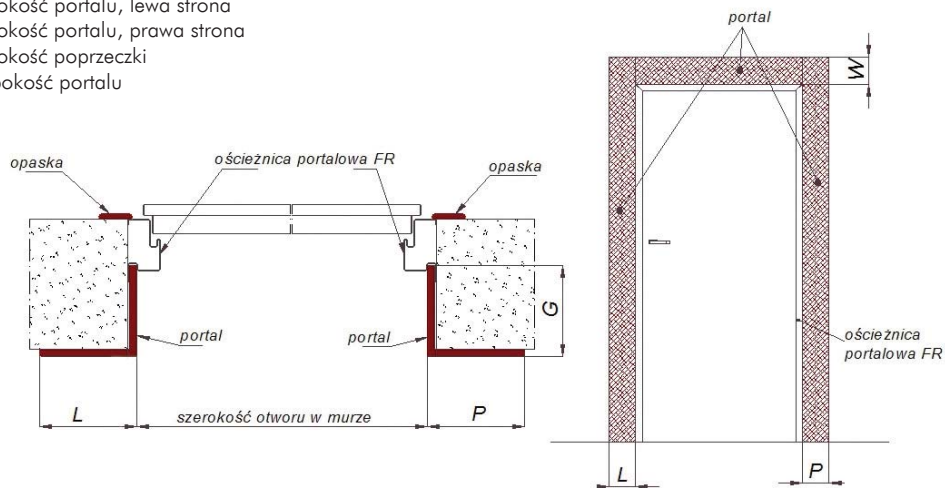 okość portalu, lewa strona
okość portalu, prawa strona
okość poprzeczki
okość portalu
portal
W
opaska
ościeżnica portalowa FR
opaska
G
portal
portal
ościeżnica
portalowa FR
L
szerokość otworu w murze
P
L
P